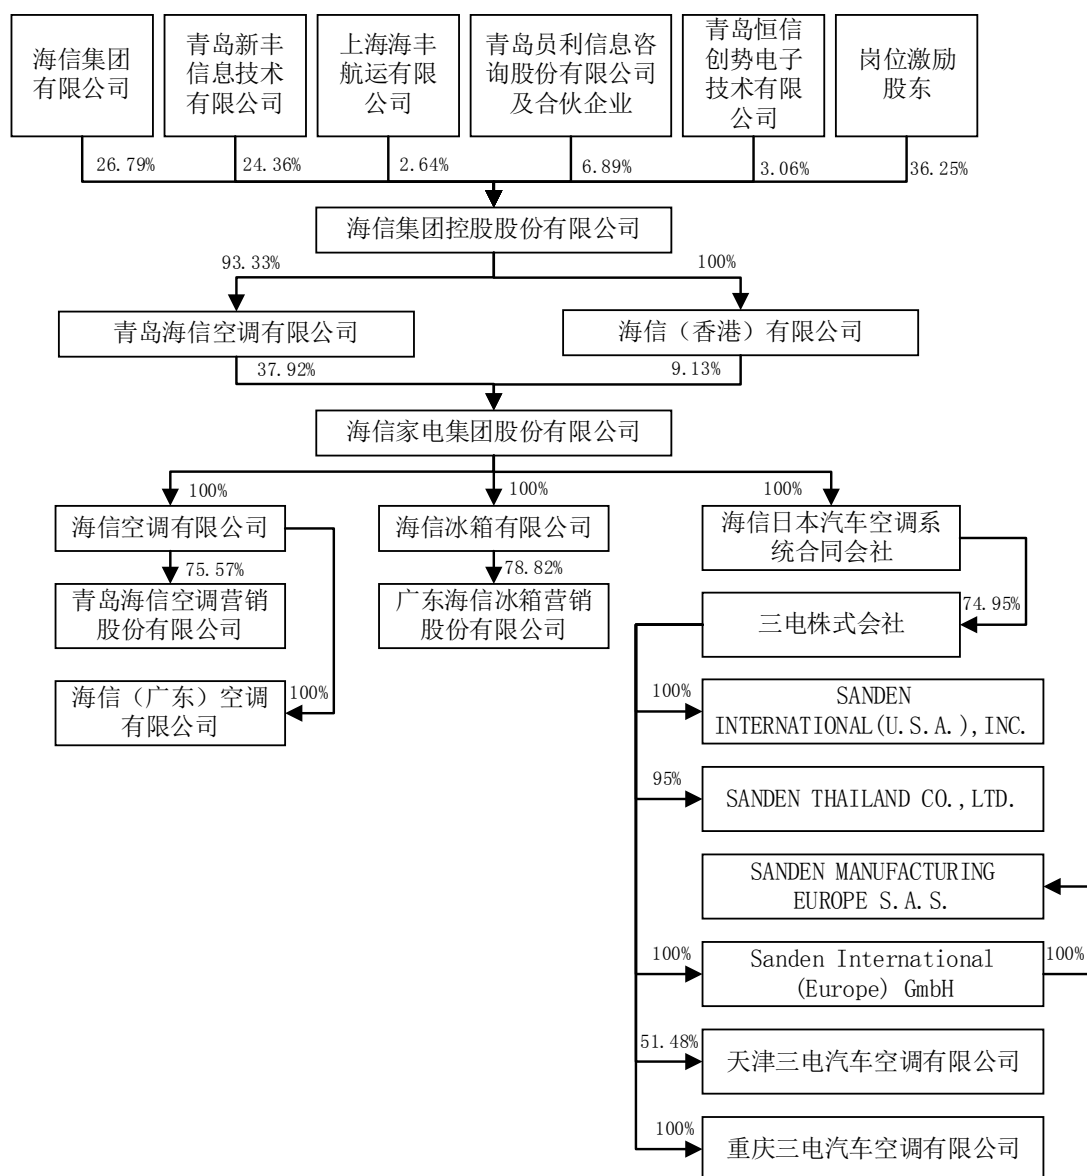 海信集团
有限公司
青岛新丰
信息技术
有限公司
上海海丰
航运有限
公司
青岛员利信息咨
询股份有限公司
及合伙企业
青岛恒信
创势电子
技术有限
公司
岗位激励
股东
26.79%
24.36%
2.64%
6.89%
3.06%
36.25%
海信集团控股股份有限公司
93.33%
100%
青岛海信空调有限公司
海信（香港）有限公司
37.92%
9.13%
海信家电集团股份有限公司
100%
100%
100%
海信空调有限公司
海信冰箱有限公司
海信日本汽车空调系
统合同会社
75.57%
78.82%
74.95%
青岛海信空调营销
股份有限公司
广东海信冰箱营销
股份有限公司
三电株式会社
海信（广东）空调
有限公司
100%
100%
SANDEN
INTERNATIONAL(U.S.A.),INC.
95%
SANDEN THAILAND CO.,LTD.
SANDEN MANUFACTURING
EUROPE S.A.S.
100%
Sanden International
(Europe) GmbH
100%
51.48%
天津三电汽车空调有限公司
100%
重庆三电汽车空调有限公司